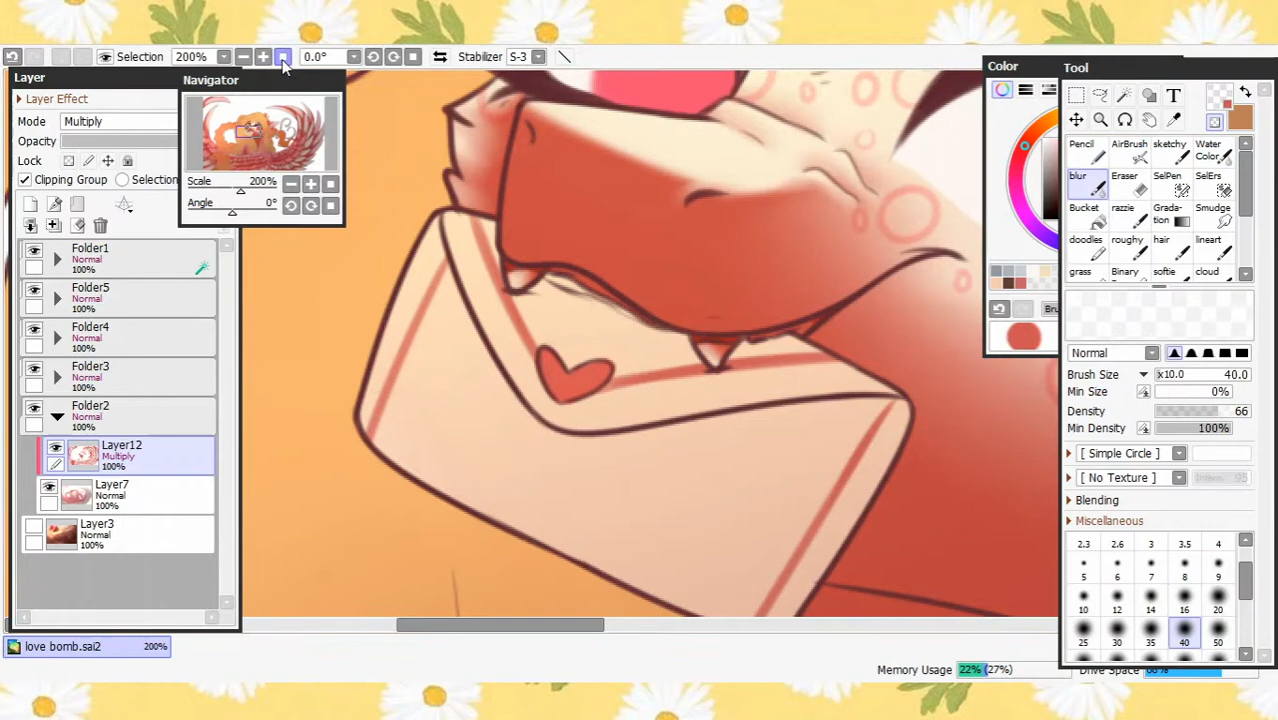 Selection 200% 0.0° Stabilizer S-3
Layer
Layer Effect
Mode Multiply
Opacity
Lock
Clipping Group Selection
Navigator
Scale 200%
Angle 0°
Folder1
Normal
100%
Folder5
Normal
100%
Folder4
Normal
100%
Folder3
Normal
100%
Folder2
Normal
100%
Layer12
Multiply
100%
Layer7
Normal
100%
Layer3
Normal
100%
love bomb.sai2 200%
Color
Tool
T
Pencil AirBrush sketchy Water Color
blur Eraser SelPen SelErs
Bucket razzie Grada-tion Smudge
doodles roughy hair lineart
grass Binary softie cloud
Normal
Brush Size x10.0 40.0
Min Size 0%
Density 66
Min Density 100%
[ Simple Circle ]
[ No Texture ] 95
Blending
Miscellaneous
2.3 2.6 3 3.5 4
5 6 7 8 9
10 12 14 16 20
25 30 35 40 50
Memory Usage 22% (27%) Drive Space